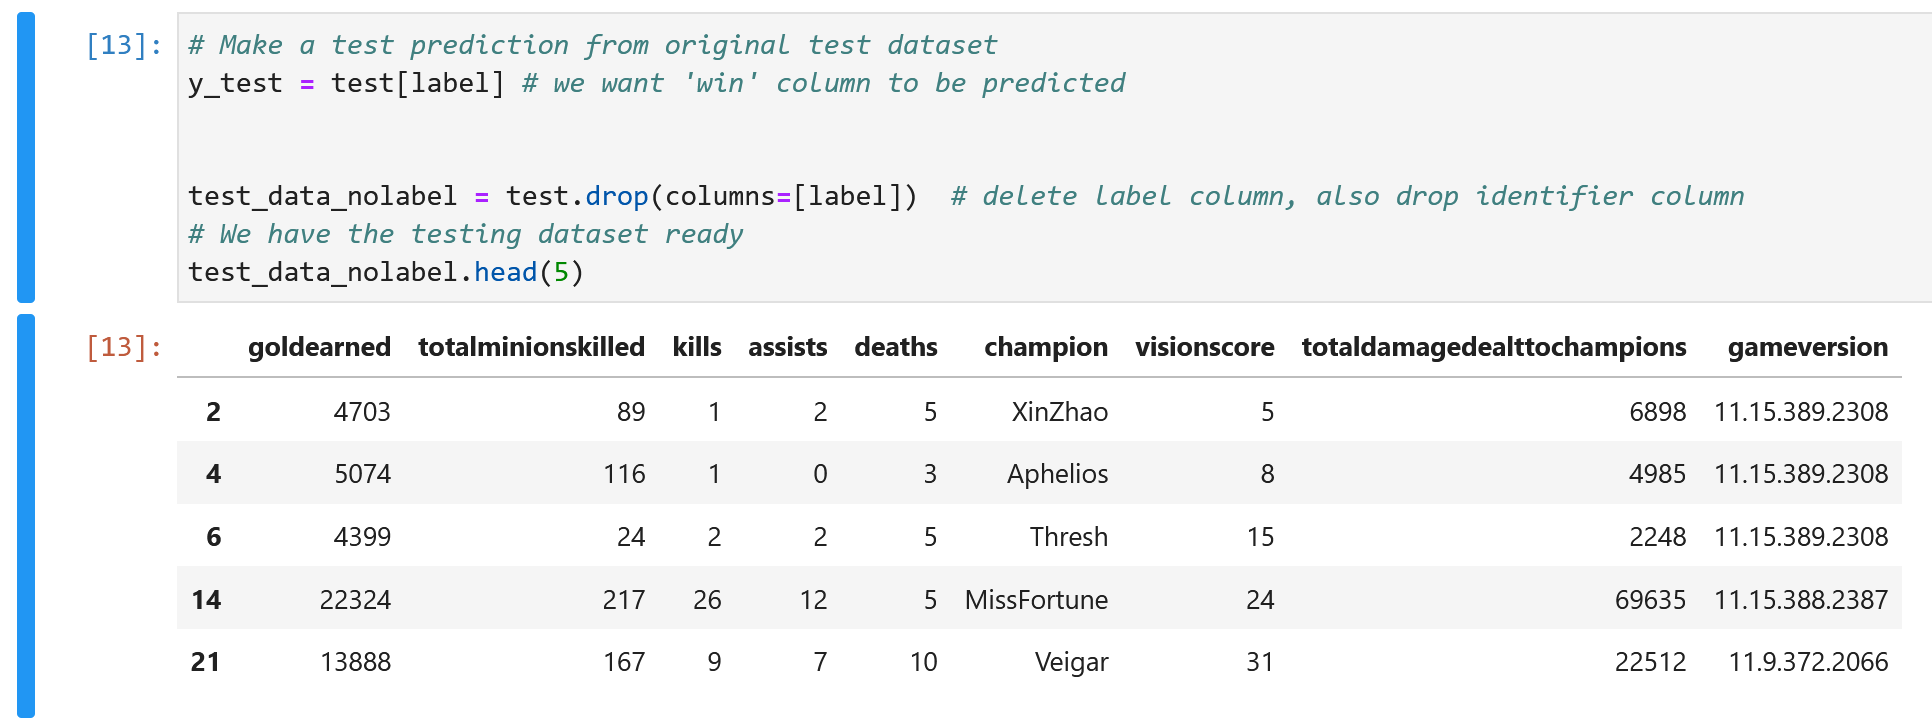 [13]: # Make a test prediction from original test dataset
y_test = test[label] # we want 'win' column to be predicted
test_data_nolabel = test.drop(columns=[label])  # delete label column, also drop identifier column
# We have the testing dataset ready
test_data_nolabel.head(5)
[13]: goldearned totalminionskilled kills assists deaths champion visionscore totaldamagedealttochampions gameversion
2 4703 89 1 2 5 XinZhao 5 6898 11.15.389.2308
4 5074 116 1 0 3 Aphelios 8 4985 11.15.389.2308
6 4399 24 2 2 5 Thresh 15 2248 11.15.389.2308
14 22324 217 26 12 5 MissFortune 24 69635 11.15.388.2387
21 13888 167 9 7 10 Veigar 31 22512 11.9.372.2066